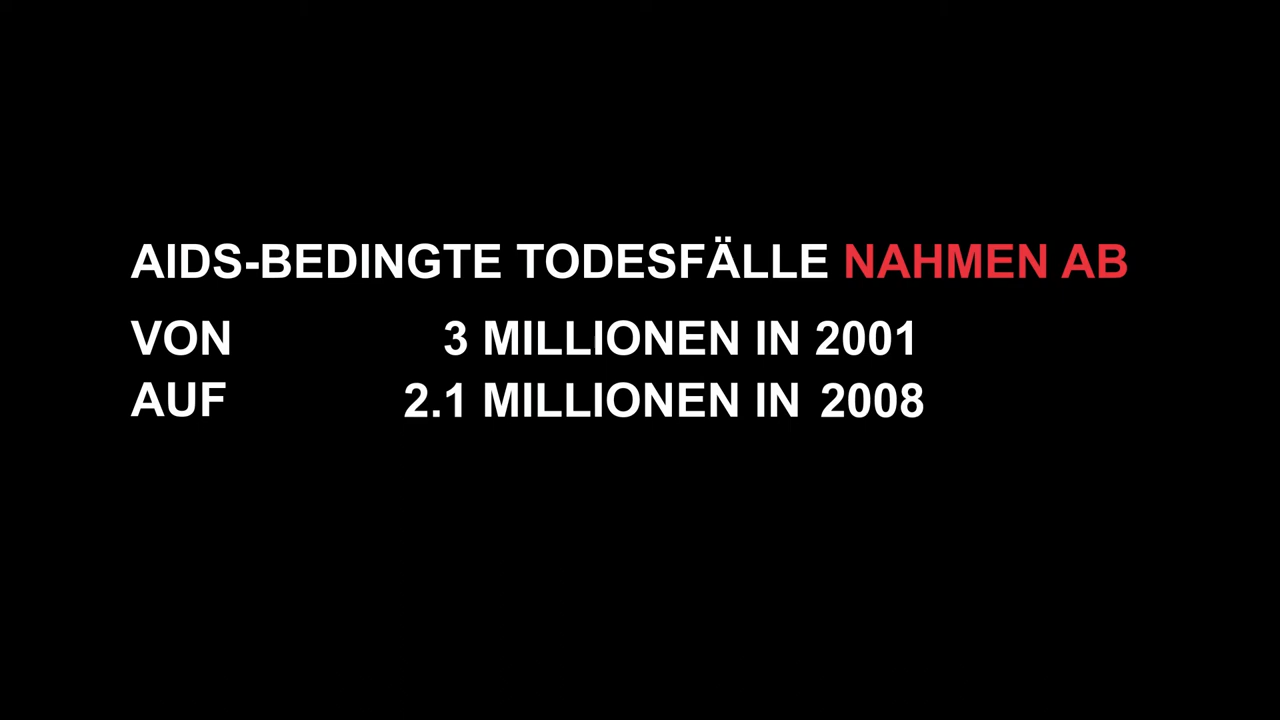 AIDS-BEDINGTE TODESFÄLLE NAHMEN AB
VON 3 MILLIONEN IN 2001
AUF 2.1 MILLIONEN IN 2008